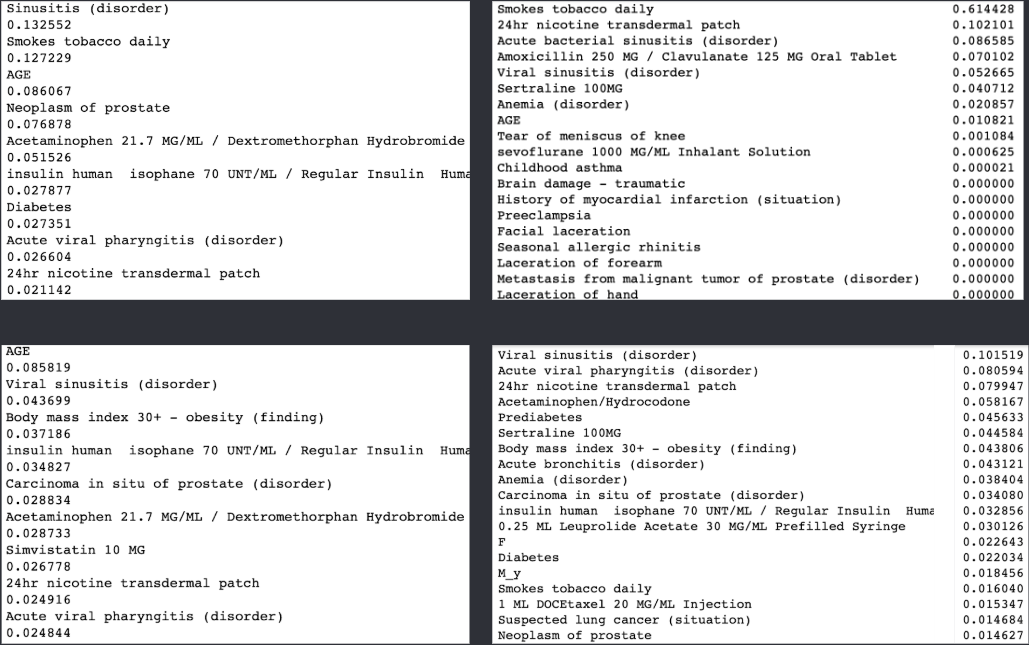 Sinusitis (disorder)
0.132552
Smokes tobacco daily
0.127229
AGE
0.086067
Neoplasm of prostate
0.076878
Acetaminophen 21.7 MG/ML / Dextromethorphan Hydrobromide
0.051526
insulin human  isophane 70 UNT/ML / Regular Insulin  Huma
0.027877
Diabetes
0.027351
Acute viral pharyngitis (disorder)
0.026604
24hr nicotine transdermal patch
0.021142
Smokes tobacco daily 0.614428
24hr nicotine transdermal patch 0.102101
Acute bacterial sinusitis (disorder) 0.086585
Amoxicillin 250 MG / Clavulanate 125 MG Oral Tablet 0.070102
Viral sinusitis (disorder) 0.052665
Sertraline 100MG 0.040712
Anemia (disorder) 0.020857
AGE 0.010821
Tear of meniscus of knee 0.001084
sevoflurane 1000 MG/ML Inhalant Solution 0.000625
Childhood asthma 0.000021
Brain damage - traumatic 0.000000
History of myocardial infarction (situation) 0.000000
Preeclampsia 0.000000
Facial laceration 0.000000
Seasonal allergic rhinitis 0.000000
Laceration of forearm 0.000000
Metastasis from malignant tumor of prostate (disorder) 0.000000
Laceration of hand 0.000000
AGE
0.085819
Viral sinusitis (disorder)
0.043699
Body mass index 30+ - obesity (finding)
0.037186
insulin human  isophane 70 UNT/ML / Regular Insulin  Huma
0.034827
Carcinoma in situ of prostate (disorder)
0.028834
Acetaminophen 21.7 MG/ML / Dextromethorphan Hydrobromide
0.028733
Simvistatin 10 MG
0.026778
24hr nicotine transdermal patch
0.024916
Acute viral pharyngitis (disorder)
0.024844
Viral sinusitis (disorder) 0.101519
Acute viral pharyngitis (disorder) 0.080594
24hr nicotine transdermal patch 0.079947
Acetaminophen/Hydrocodone 0.058167
Prediabetes 0.045633
Sertraline 100MG 0.044584
Body mass index 30+ - obesity (finding) 0.043806
Acute bronchitis (disorder) 0.043121
Anemia (disorder) 0.038404
Carcinoma in situ of prostate (disorder) 0.034080
insulin human  isophane 70 UNT/ML / Regular Insulin  Huma 0.032856
0.25 ML Leuprolide Acetate 30 MG/ML Prefilled Syringe 0.030126
F 0.022643
Diabetes 0.022034
M_y 0.018456
Smokes tobacco daily 0.016040
1 ML DOCEtaxel 20 MG/ML Injection 0.015347
Suspected lung cancer (situation) 0.014684
Neoplasm of prostate 0.014627